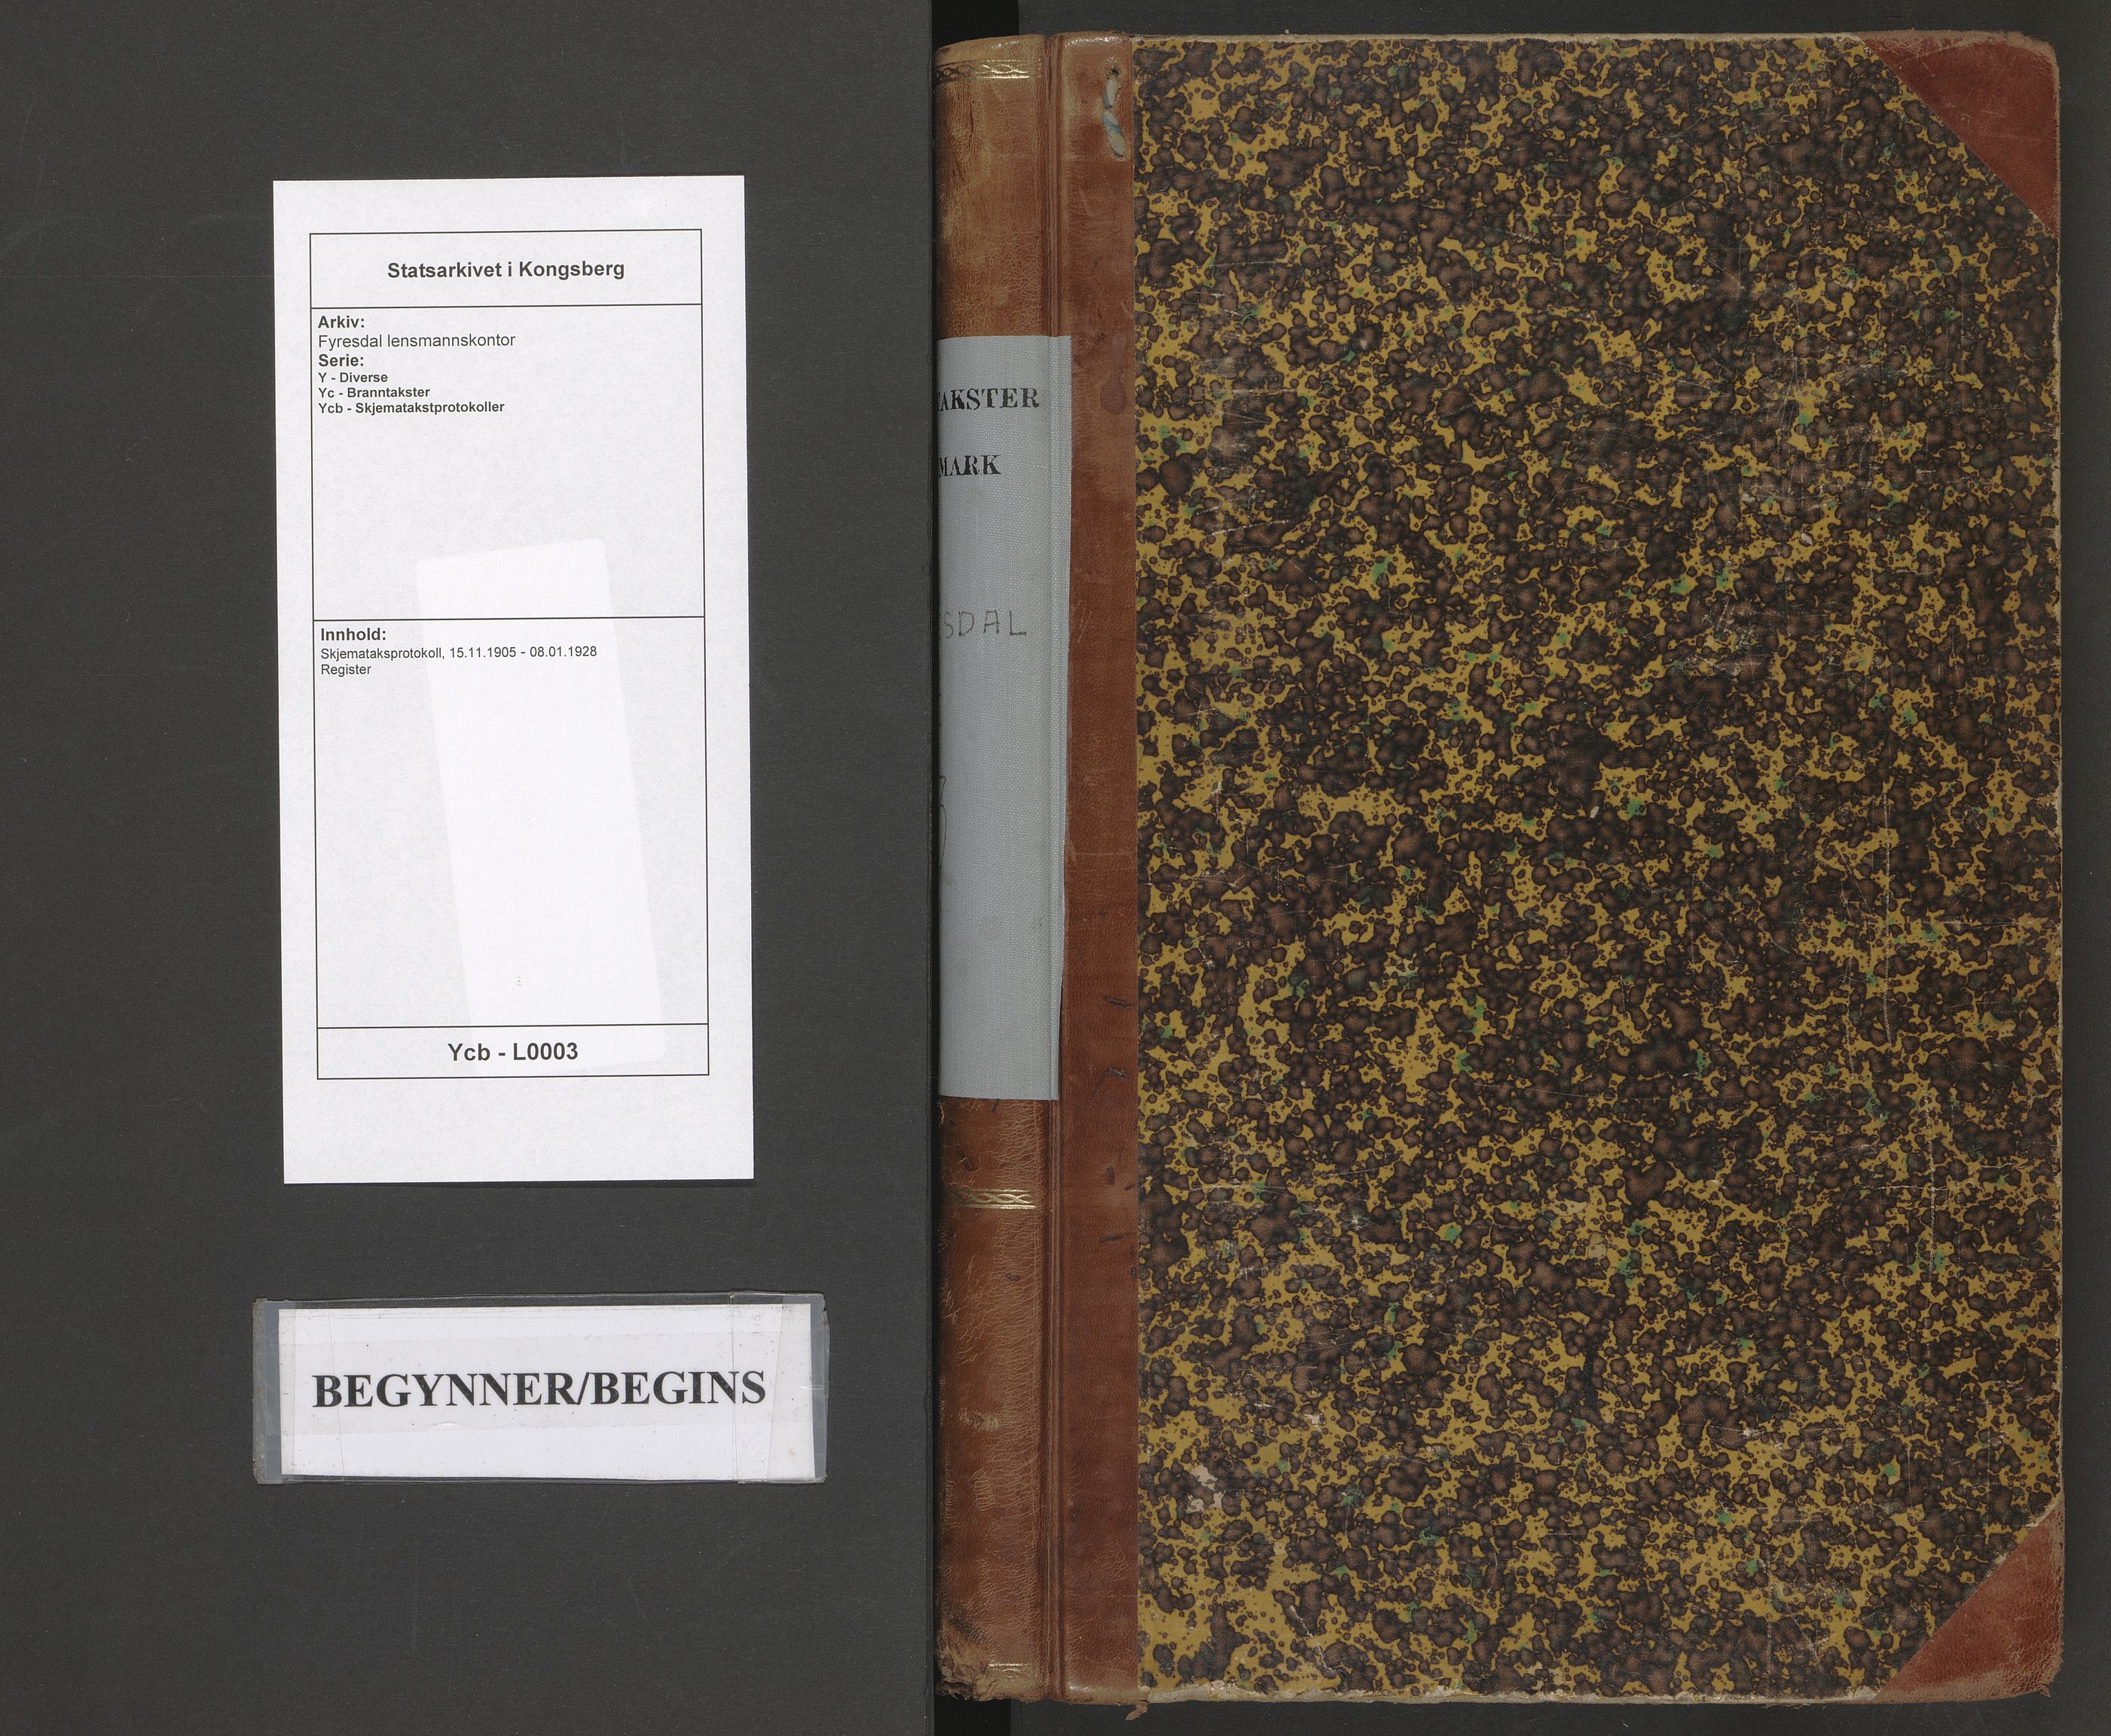 Statsarkivet i Kongsberg
Arkiv:
Fyresdal lensmannskontor
Serie:
Y - Diverse
Yc - Branntakster
Ycb - Skjematakstprotokoller
Innhold:
Skjemataksprotokoll, 15.11.1905 - 08.01.1928
Register
Ycb - L0003
BEGYNNER/BEGINS
AKSTER
MARK
SDAL